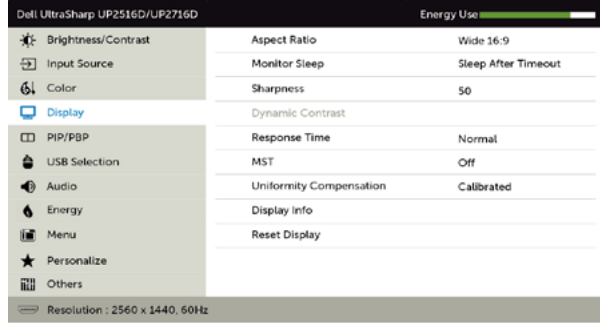 Dell UltraSharp UP2516D/UP2716D Energy Use
Brightness/Contrast Aspect Ratio Wide 16:9
Input Source Monitor Sleep Sleep After Timeout
Color Sharpness 50
Display Dynamic Contrast
PIP/PBP Response Time Normal
USB Selection MST Off
Audio Uniformity Compensation Calibrated
Energy Display Info
Menu Reset Display
Personalize
Others
Resolution : 2560 x 1440, 60Hz